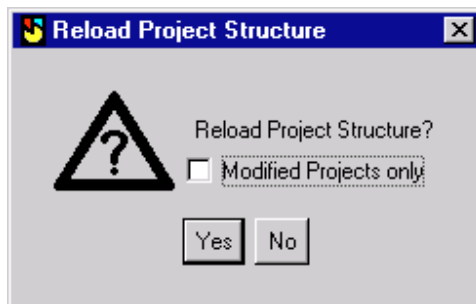 Reload Project Structure
Reload Project Structure?
Modified Projects only
Yes No